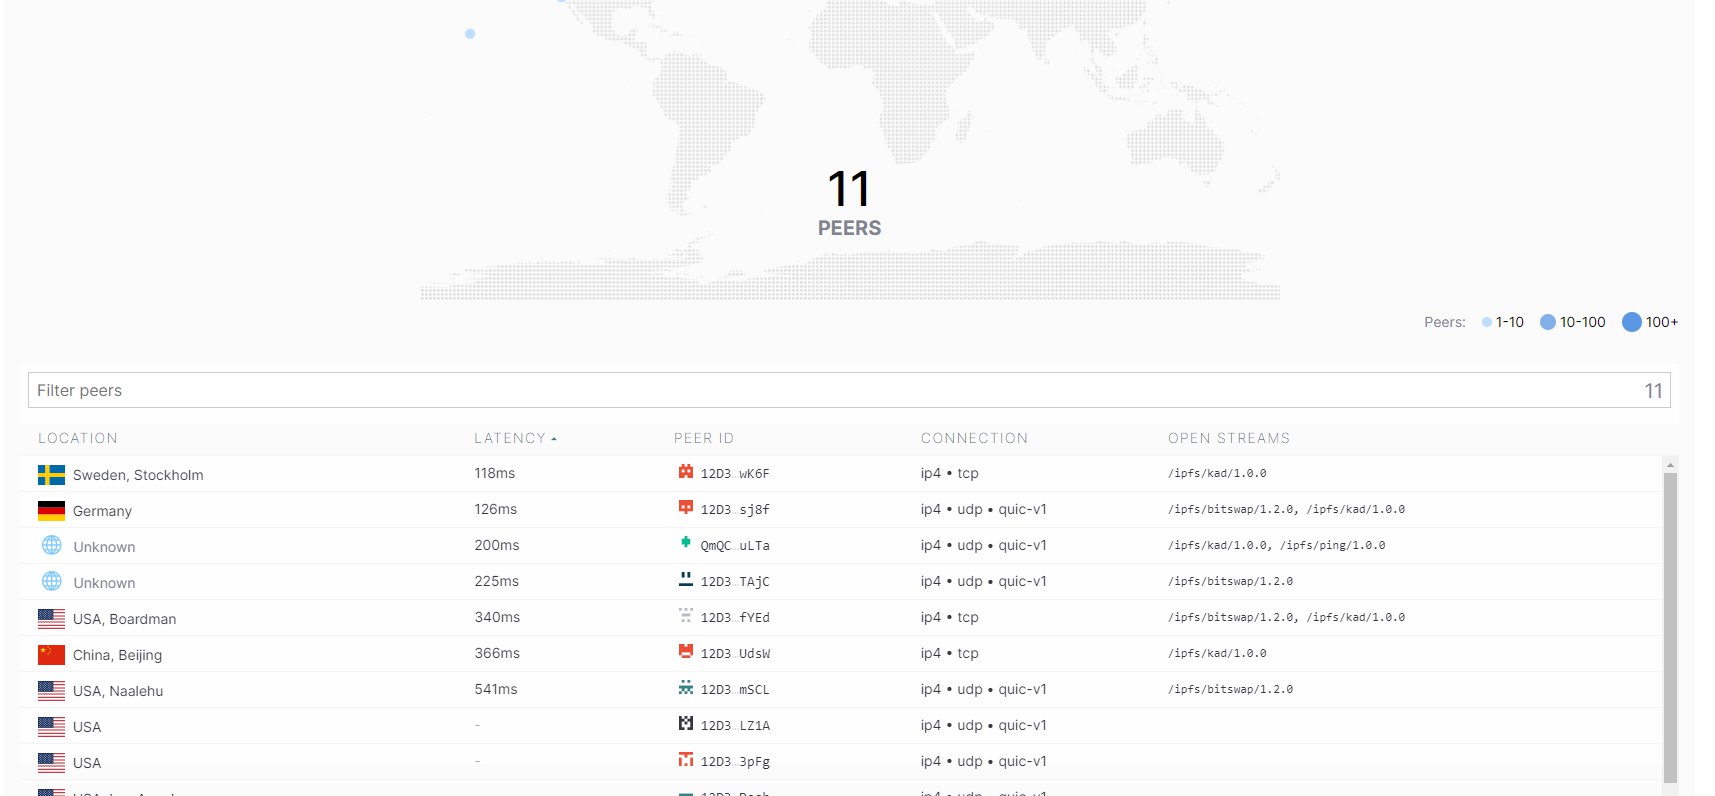 11
PEERS
Peers: 1-10 10-100 100+
Filter peers 11
LOCATION LATENCY PEER ID CONNECTION OPEN STREAMS
Sweden, Stockholm 118ms 12D3…wK6F ip4 • tcp /ipfs/kad/1.0.0
Germany 126ms 12D3…sj8f ip4 • udp • quic-v1 /ipfs/bitswap/1.2.0, /ipfs/kad/1.0.0
Unknown 200ms QmQC…uLTa ip4 • udp • quic-v1 /ipfs/kad/1.0.0, /ipfs/ping/1.0.0
Unknown 225ms 12D3…TAjC ip4 • udp • quic-v1 /ipfs/bitswap/1.2.0
USA, Boardman 340ms 12D3…fYEd ip4 • tcp /ipfs/bitswap/1.2.0, /ipfs/kad/1.0.0
China, Beijing 366ms 12D3…UdsW ip4 • tcp /ipfs/kad/1.0.0
USA, Naalehu 541ms 12D3…mSCL ip4 • udp • quic-v1 /ipfs/bitswap/1.2.0
USA - 12D3…LZ1A ip4 • udp • quic-v1
USA - 12D3…3pFg ip4 • udp • quic-v1